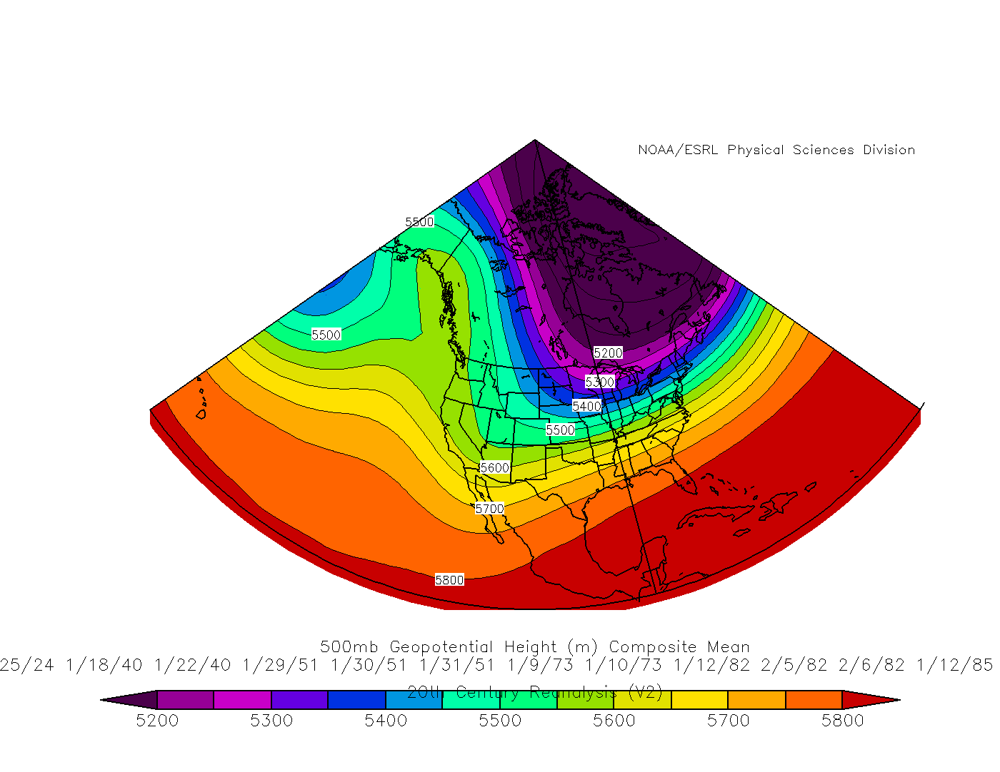 NOAA/ESRL Physical Sciences Division
5500
5500
5200
5300
5400
5500
5600
5700
5800
500mb Geopotential Height (m) Composite Mean
25/24 1/18/40 1/22/40 1/29/51 1/30/51 1/31/51 1/9/73 1/10/73 1/12/82 2/5/82 2/6/82 1/12/85
20th Century Reanalysis (V2)
5200 5300 5400 5500 5600 5700 5800